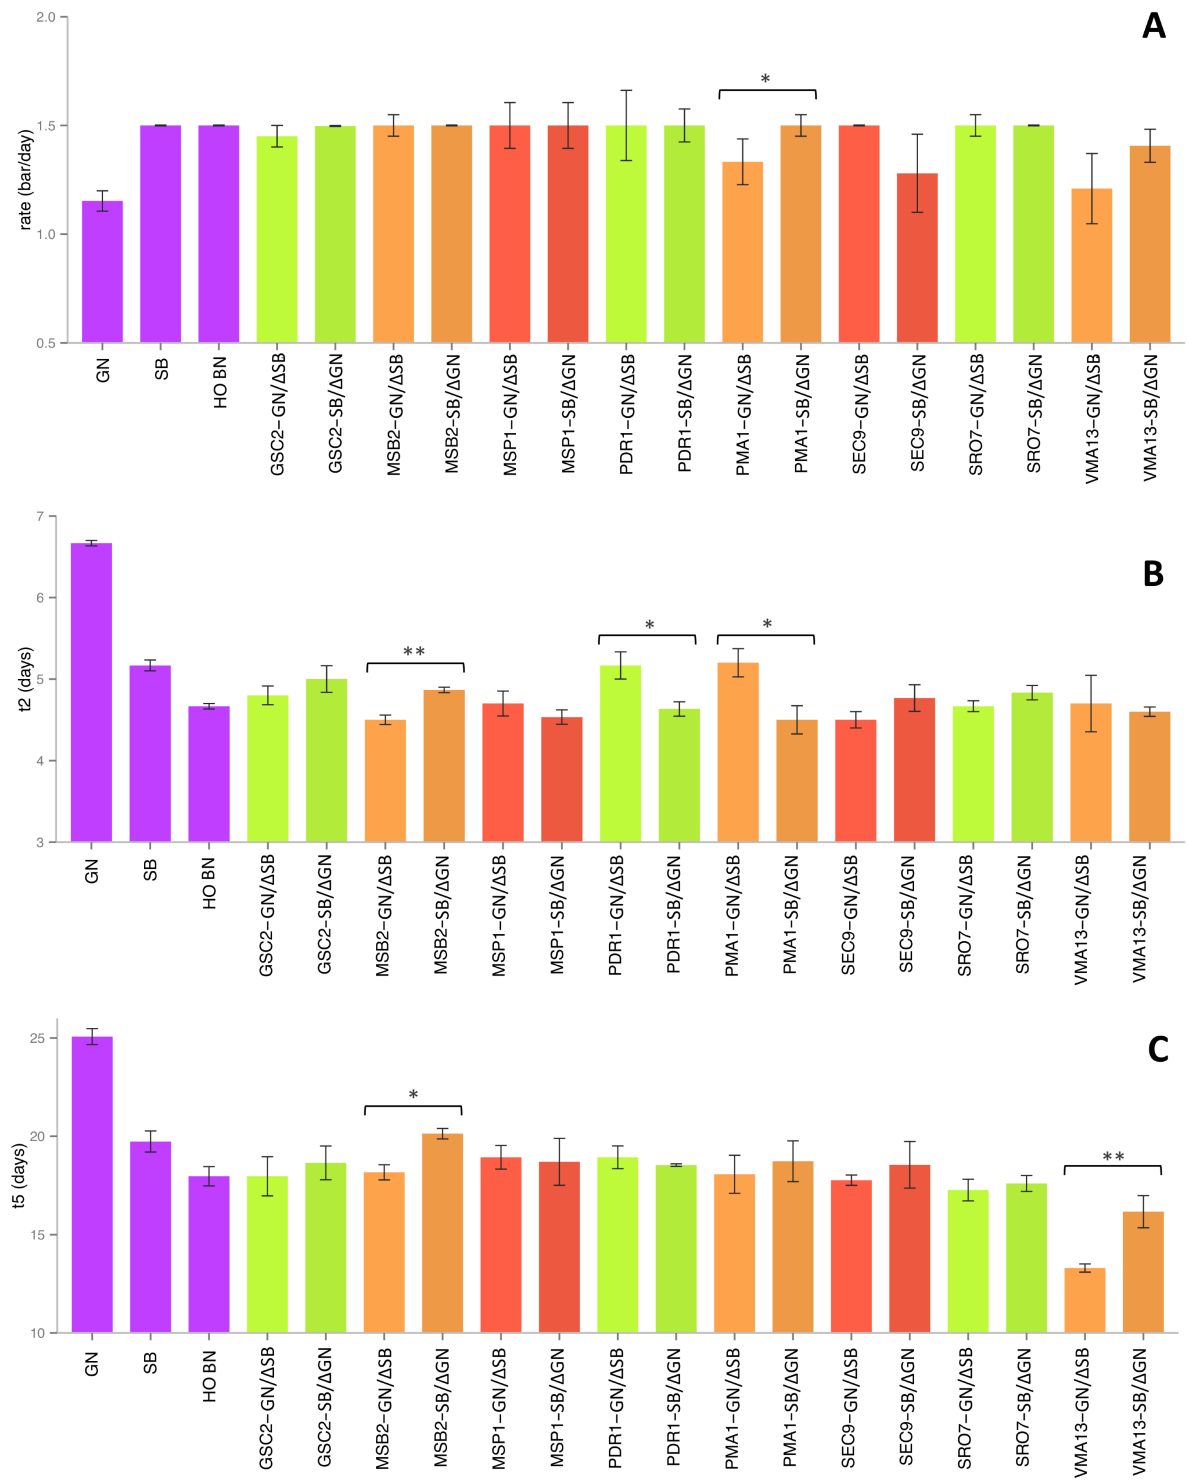 A
2.0
1.5
1.0
0.5
rate (bar/day)
*
GN
SB
HO BN
GSC2−GN/ΔSB
GSC2−SB/ΔGN
MSB2−GN/ΔSB
MSB2−SB/ΔGN
MSP1−GN/ΔSB
MSP1−SB/ΔGN
PDR1−GN/ΔSB
PDR1−SB/ΔGN
PMA1−GN/ΔSB
PMA1−SB/ΔGN
SEC9−GN/ΔSB
SEC9−SB/ΔGN
SRO7−GN/ΔSB
SRO7−SB/ΔGN
VMA13−GN/ΔSB
VMA13−SB/ΔGN
B
7
6
5
4
3
t2 (days)
**
*
*
GN
SB
HO BN
GSC2−GN/ΔSB
GSC2−SB/ΔGN
MSB2−GN/ΔSB
MSB2−SB/ΔGN
MSP1−GN/ΔSB
MSP1−SB/ΔGN
PDR1−GN/ΔSB
PDR1−SB/ΔGN
PMA1−GN/ΔSB
PMA1−SB/ΔGN
SEC9−GN/ΔSB
SEC9−SB/ΔGN
SRO7−GN/ΔSB
SRO7−SB/ΔGN
VMA13−GN/ΔSB
VMA13−SB/ΔGN
C
25
20
15
10
t5 (days)
*
**
GN
SB
HO BN
GSC2−GN/ΔSB
GSC2−SB/ΔGN
MSB2−GN/ΔSB
MSB2−SB/ΔGN
MSP1−GN/ΔSB
MSP1−SB/ΔGN
PDR1−GN/ΔSB
PDR1−SB/ΔGN
PMA1−GN/ΔSB
PMA1−SB/ΔGN
SEC9−GN/ΔSB
SEC9−SB/ΔGN
SRO7−GN/ΔSB
SRO7−SB/ΔGN
VMA13−GN/ΔSB
VMA13−SB/ΔGN